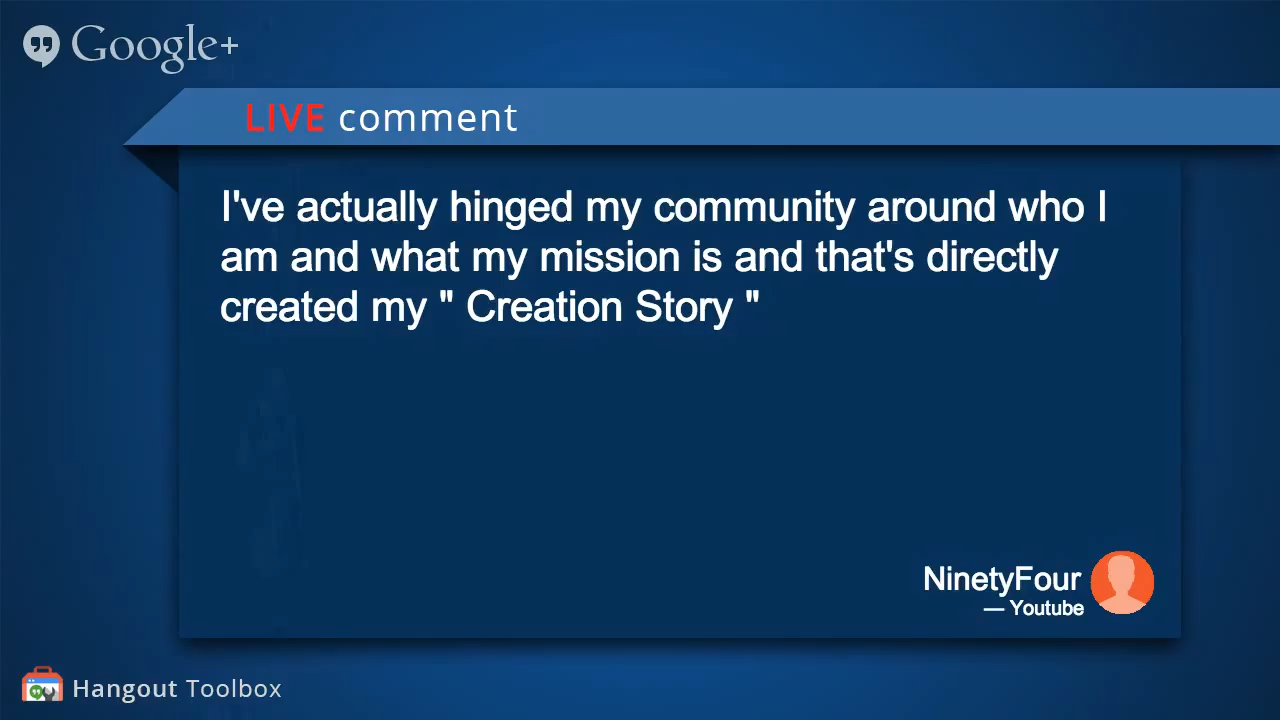 Google+
LIVE comment
I've actually hinged my community around who I
am and what my mission is and that's directly
created my " Creation Story "
NinetyFour
— Youtube
Hangout Toolbox